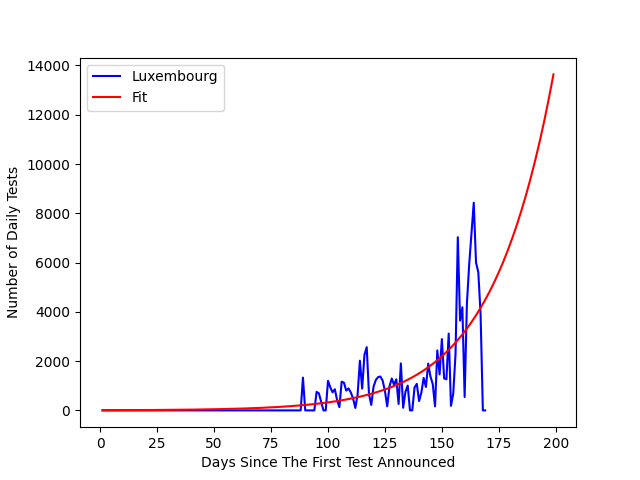 14000
12000
10000
8000
6000
4000
2000
0
Number of Daily Tests
Luxembourg
Fit
0 25 50 75 100 125 150 175 200
Days Since The First Test Announced